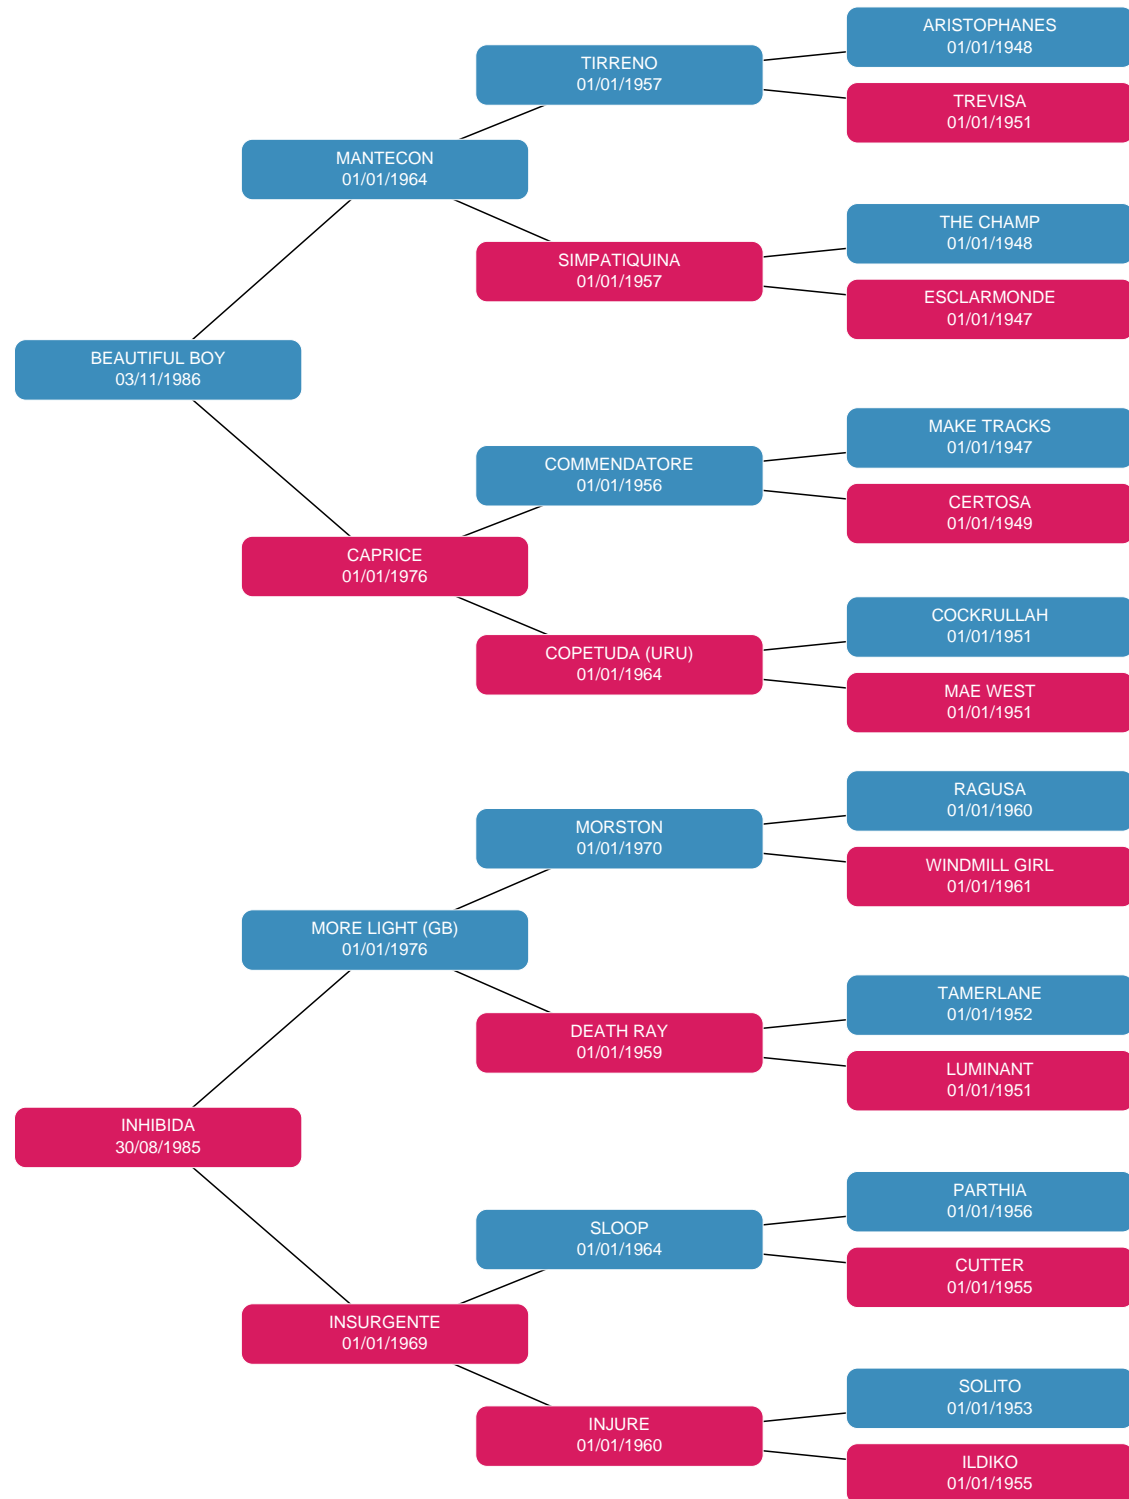 ARISTOPHANES
01/01/1948
TIRRENO
01/01/1957
TREVISA
01/01/1951
MANTECON
01/01/1964
THE CHAMP
01/01/1948
SIMPATIQUINA
01/01/1957
ESCLARMONDE
01/01/1947
BEAUTIFUL BOY
03/11/1986
MAKE TRACKS
01/01/1947
COMMENDATORE
01/01/1956
CERTOSA
01/01/1949
CAPRICE
01/01/1976
COCKRULLAH
01/01/1951
COPETUDA (URU)
01/01/1964
MAE WEST
01/01/1951
RAGUSA
01/01/1960
MORSTON
01/01/1970
WINDMILL GIRL
01/01/1961
MORE LIGHT (GB)
01/01/1976
TAMERLANE
01/01/1952
DEATH RAY
01/01/1959
LUMINANT
01/01/1951
INHIBIDA
30/08/1985
PARTHIA
01/01/1956
SLOOP
01/01/1964
CUTTER
01/01/1955
INSURGENTE
01/01/1969
SOLITO
01/01/1953
INJURE
01/01/1960
ILDIKO
01/01/1955